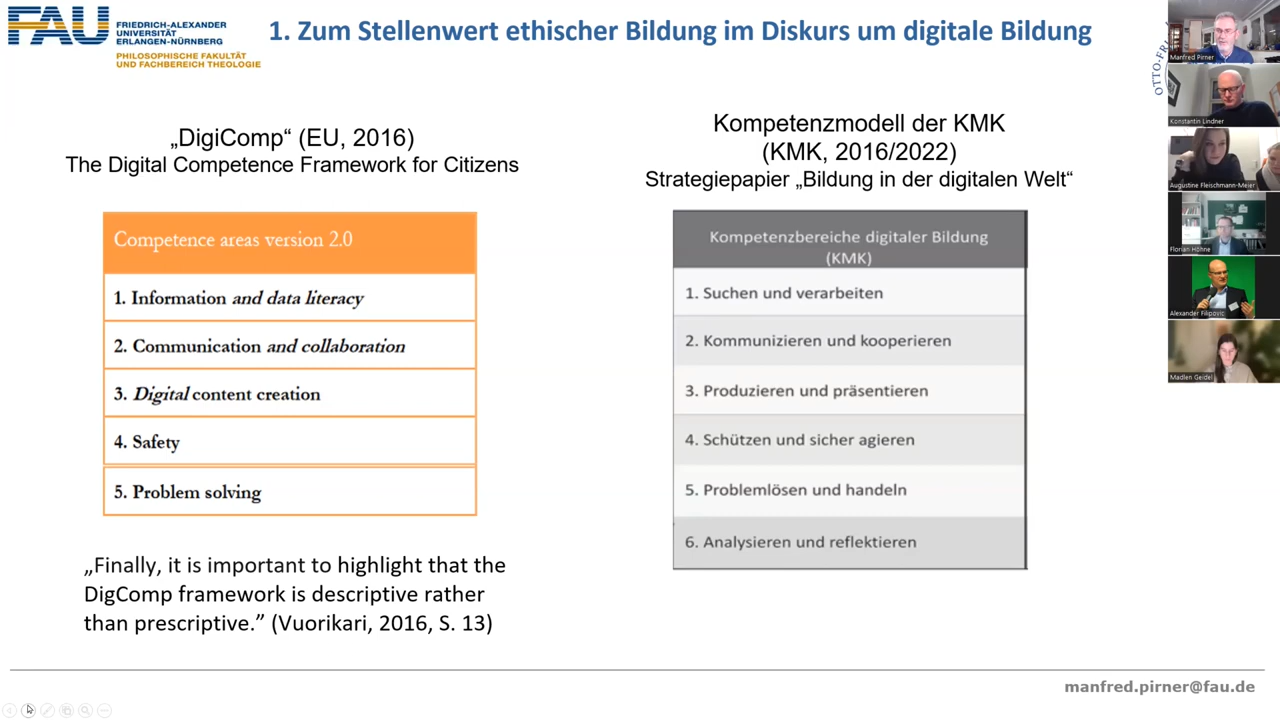 FAU
FRIEDRICH-ALEXANDER
UNIVERSITÄT
ERLANGEN-NÜRNBERG
PHILOSOPHISCHE FAKULTÄT
UND FACHBEREICH THEOLOGIE
1. Zum Stellenwert ethischer Bildung im Diskurs um digitale Bildung
OTTO-FRI
„DigiComp“ (EU, 2016)
The Digital Competence Framework for Citizens
Competence areas version 2.0
1. Information and data literacy
2. Communication and collaboration
3. Digital content creation
4. Safety
5. Problem solving
„Finally, it is important to highlight that the
DigComp framework is descriptive rather
than prescriptive.” (Vuorikari, 2016, S. 13)
Kompetenzmodell der KMK
(KMK, 2016/2022)
Strategiepapier „Bildung in der digitalen Welt“
Kompetenzbereiche digitaler Bildung
(KMK)
1. Suchen und verarbeiten
2. Kommunizieren und kooperieren
3. Produzieren und präsentieren
4. Schützen und sicher agieren
5. Problemlösen und handeln
6. Analysieren und reflektieren
Manfred Pirner
Konstantin Lindner
Augustine Fleischmann-Meier
Florian Höhne
Alexander Filipovic
Madlen Geidel
manfred.pirner@fau.de